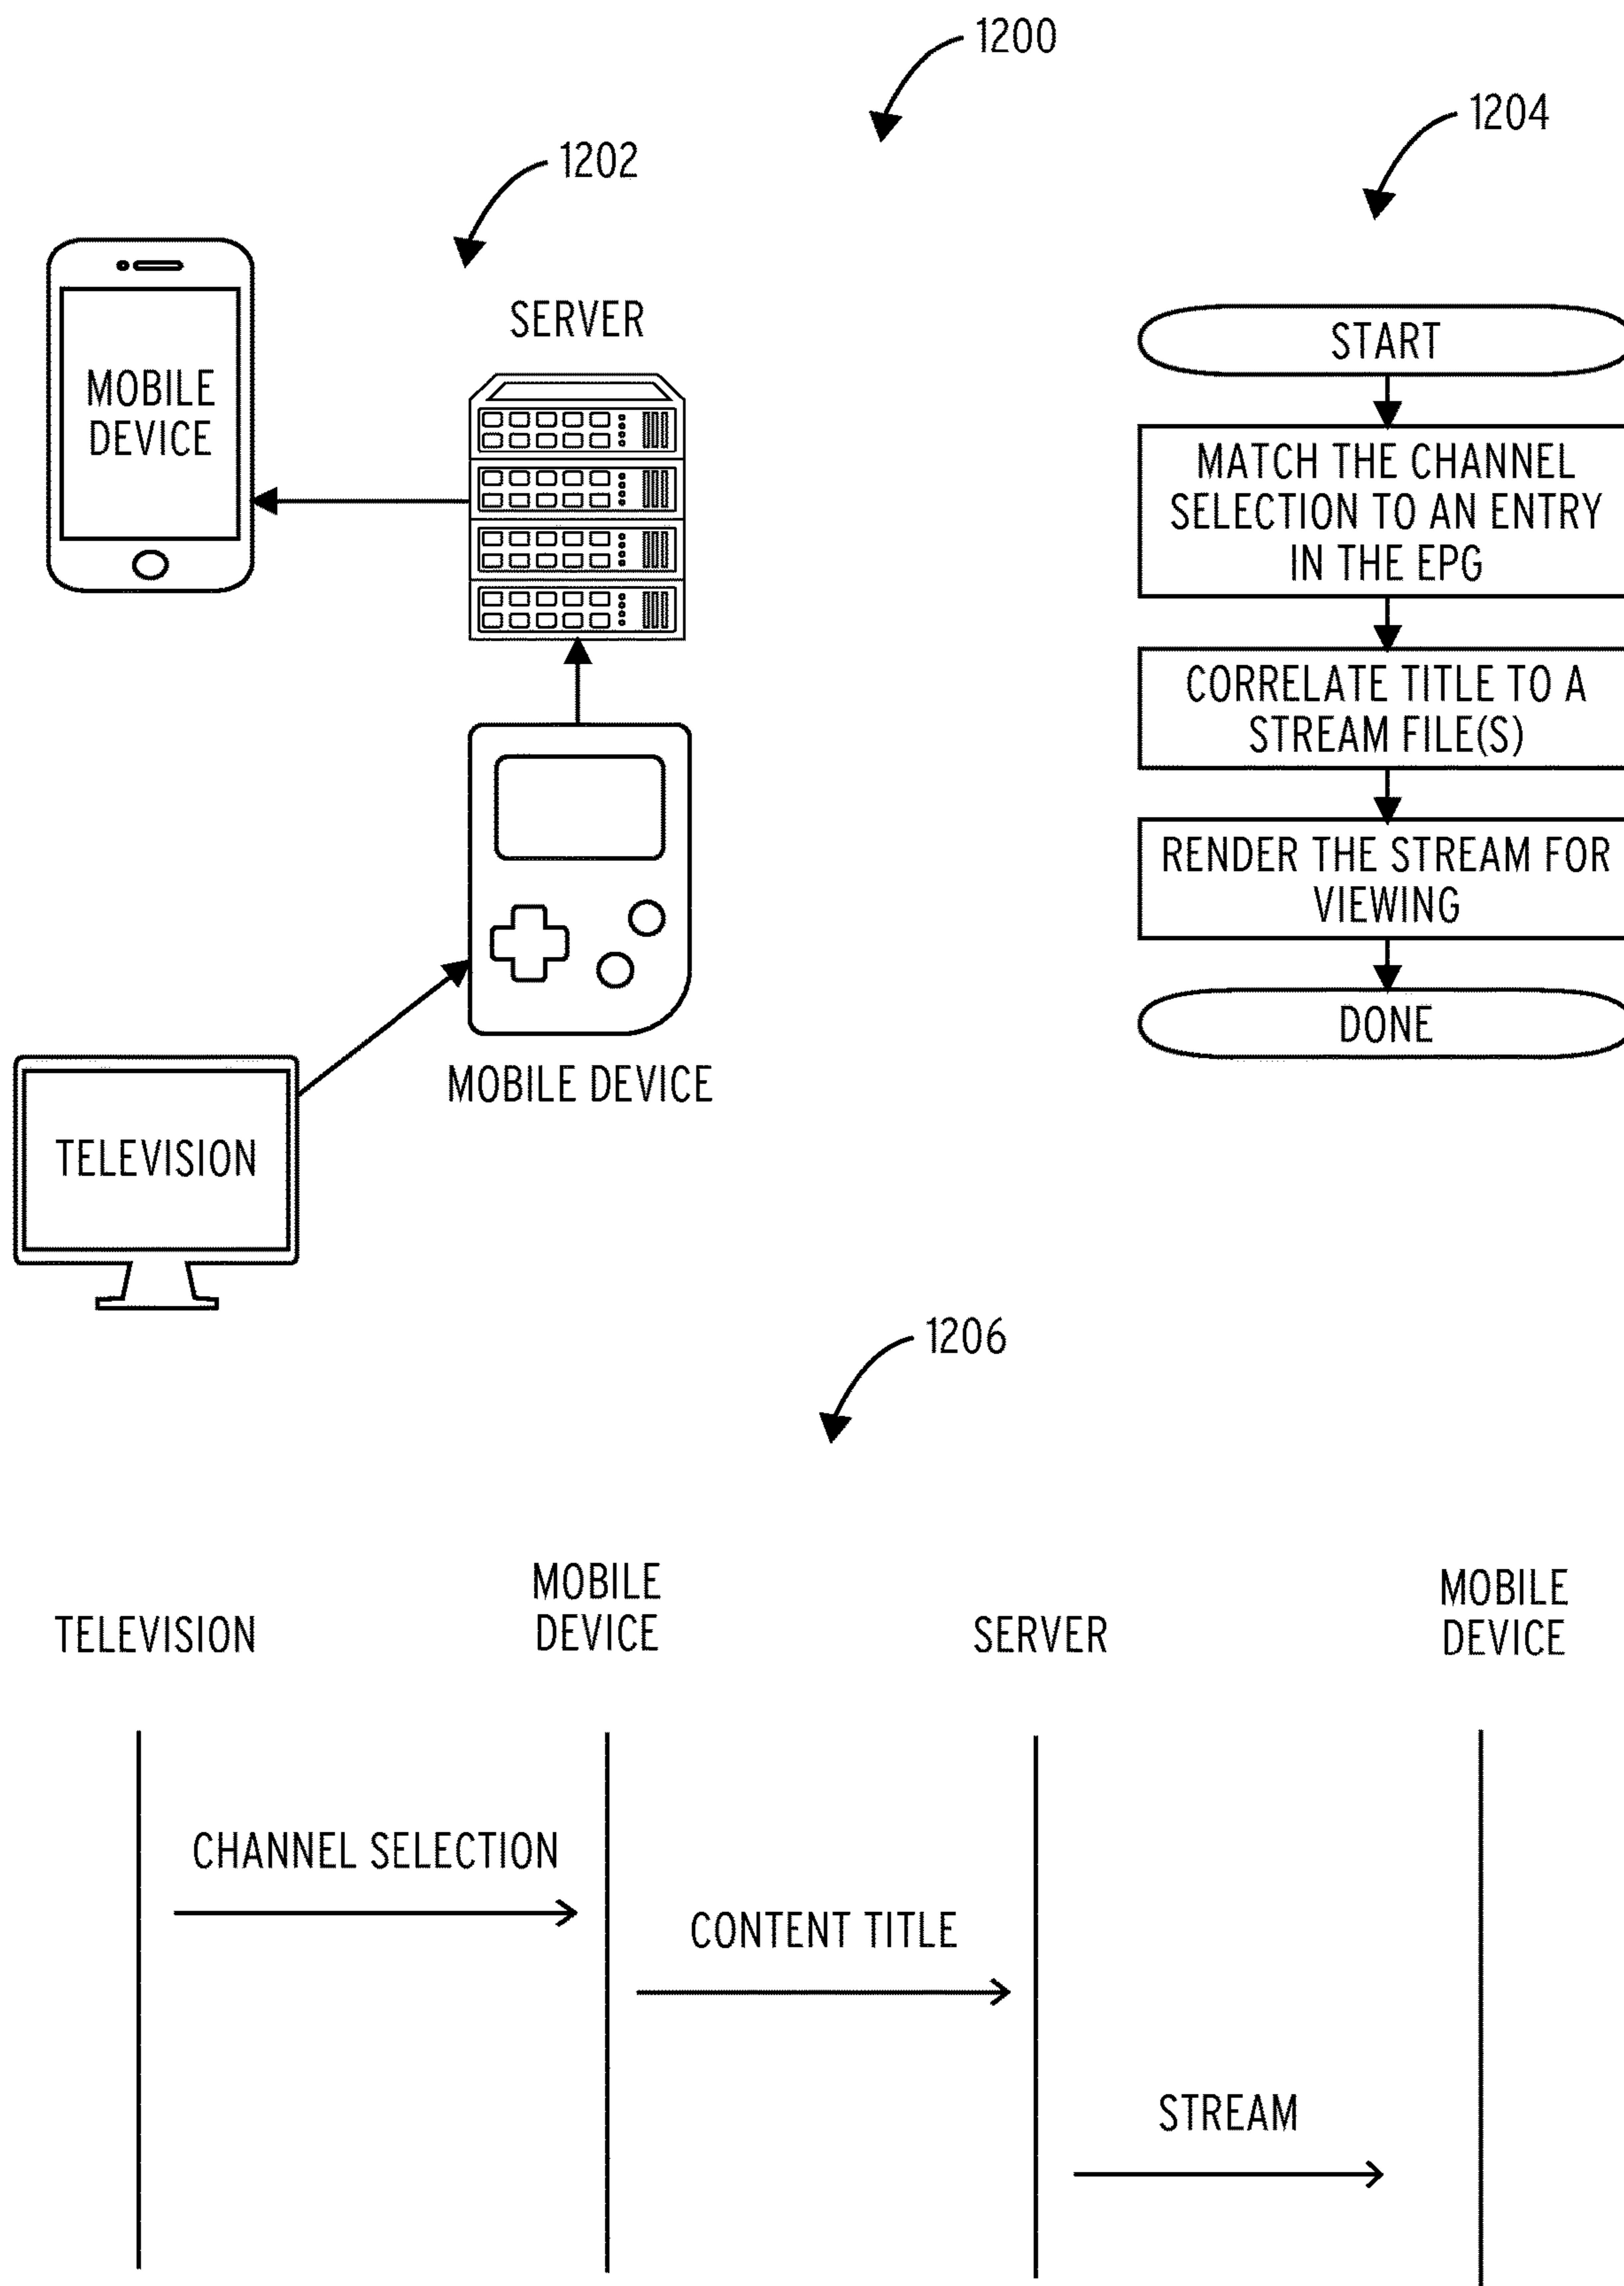 1200
1204
1202
SERVER
MOBILE
DEVICE
MOBILE DEVICE
TELEVISION
START
MATCH THE CHANNEL
SELECTION TO AN ENTRY
IN THE EPG
CORRELATE TITLE TO A
STREAM FILE(S)
RENDER THE STREAM FOR
VIEWING
DONE
1206
TELEVISION
MOBILE
DEVICE
SERVER
MOBILE
DEVICE
CHANNEL SELECTION
CONTENT TITLE
STREAM